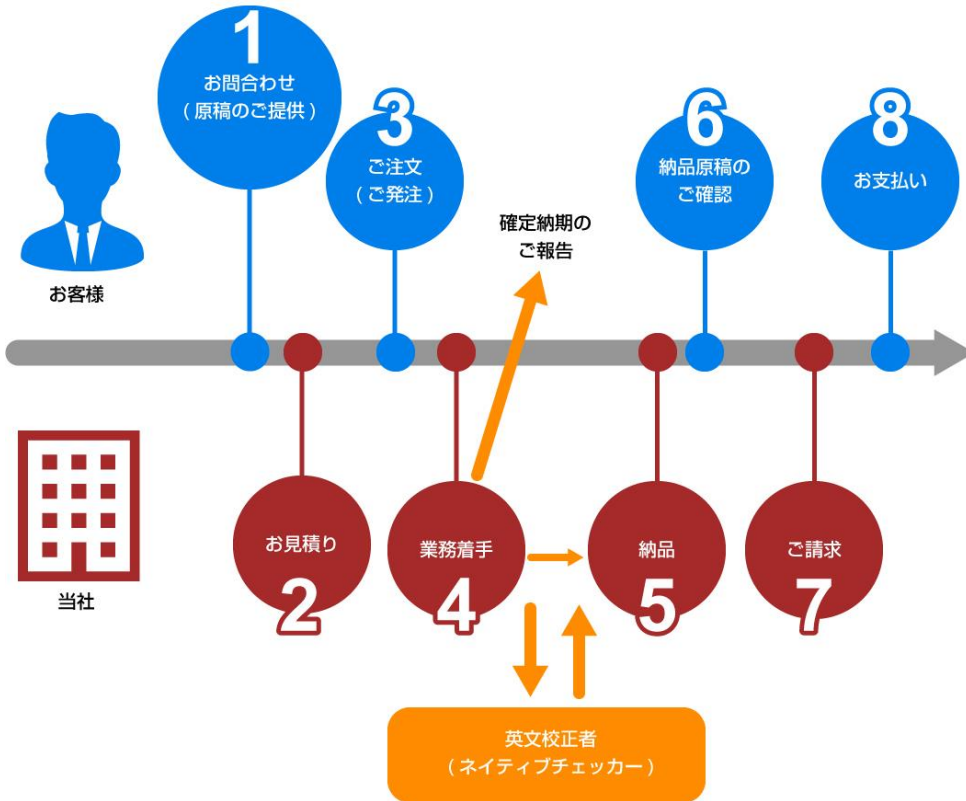 1
お問合わせ
( 原稿のご提供 )
3
ご注文
( ご発注 )
6
納品原稿の
ご確認
8
お支払い
確定納期の
ご報告
お客様
お見積り
2
業務着手
4
納品
5
ご請求
7
当社
英文校正者
( ネイティブチェッカー )